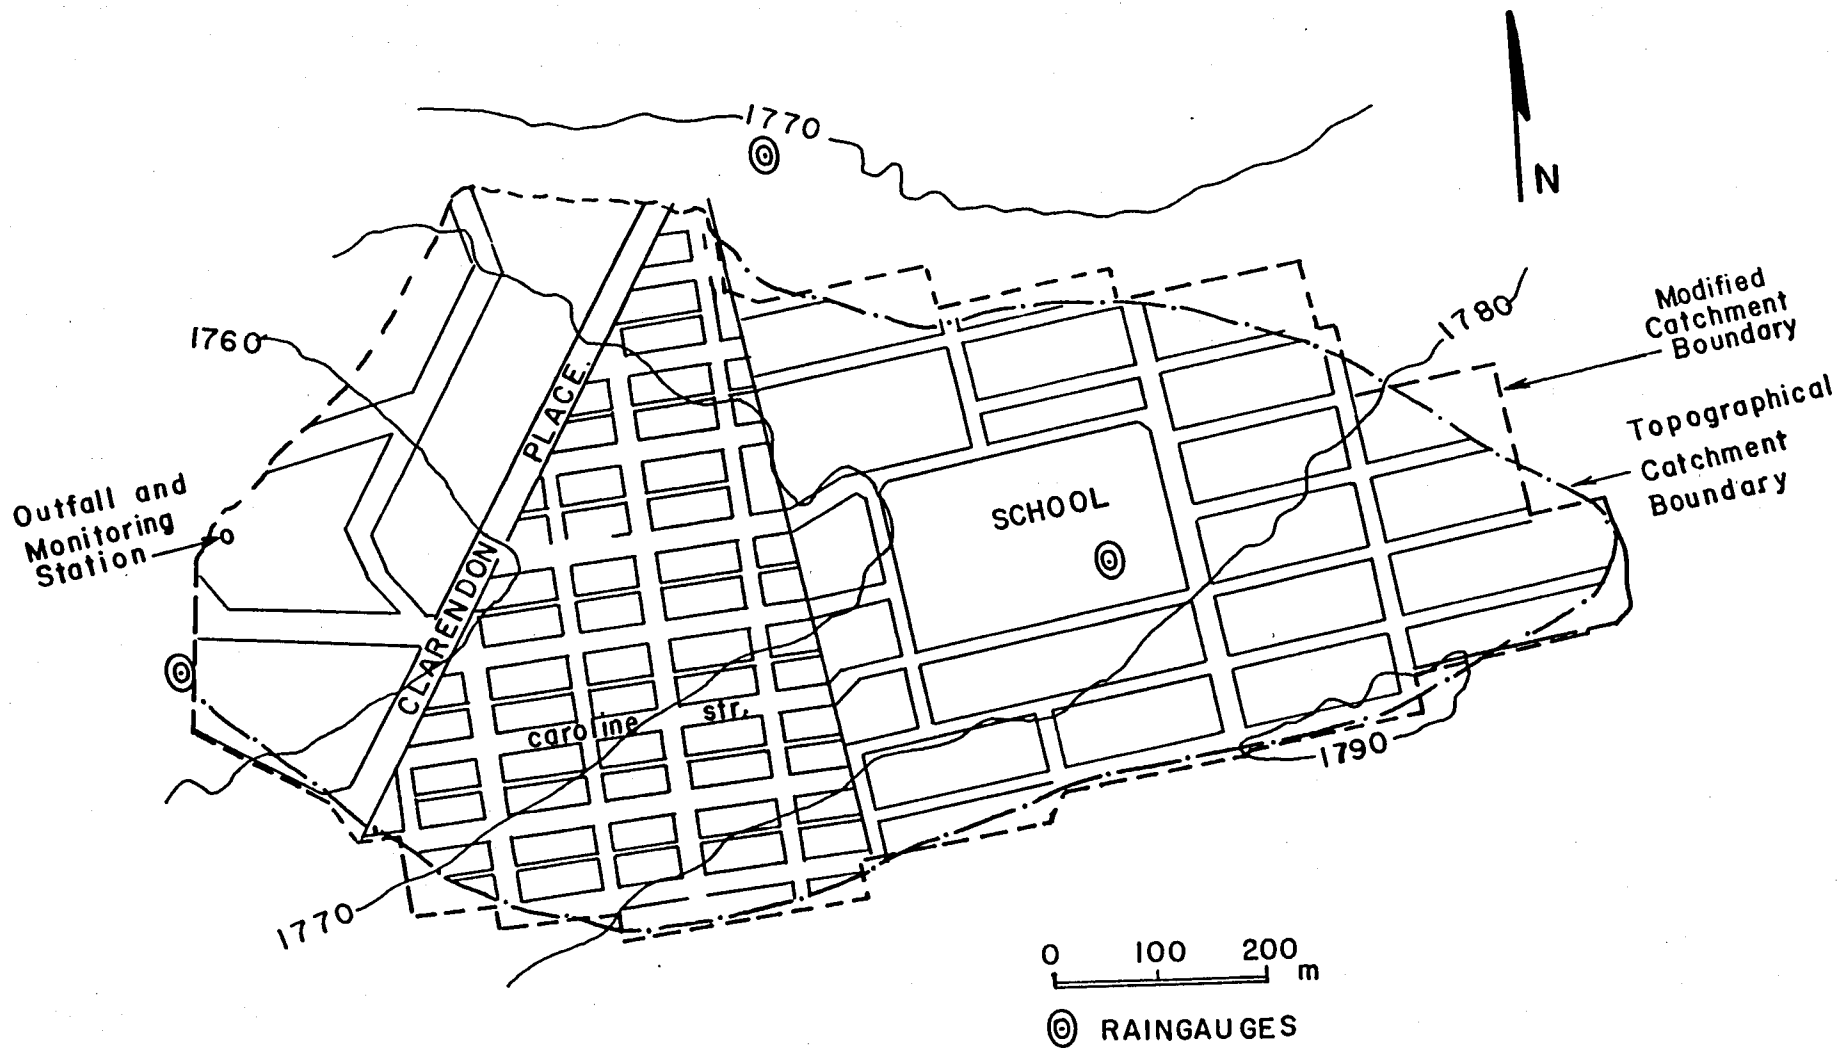 1770
N
1760
1780
Modified
Catchment
Boundary
Topographical
Catchment
Boundary
PLACE.
CLARENDON
Outfall and
Monitoring
Station
SCHOOL
caroline str.
1790
1770
0 100 200 m
RAINGAUGES